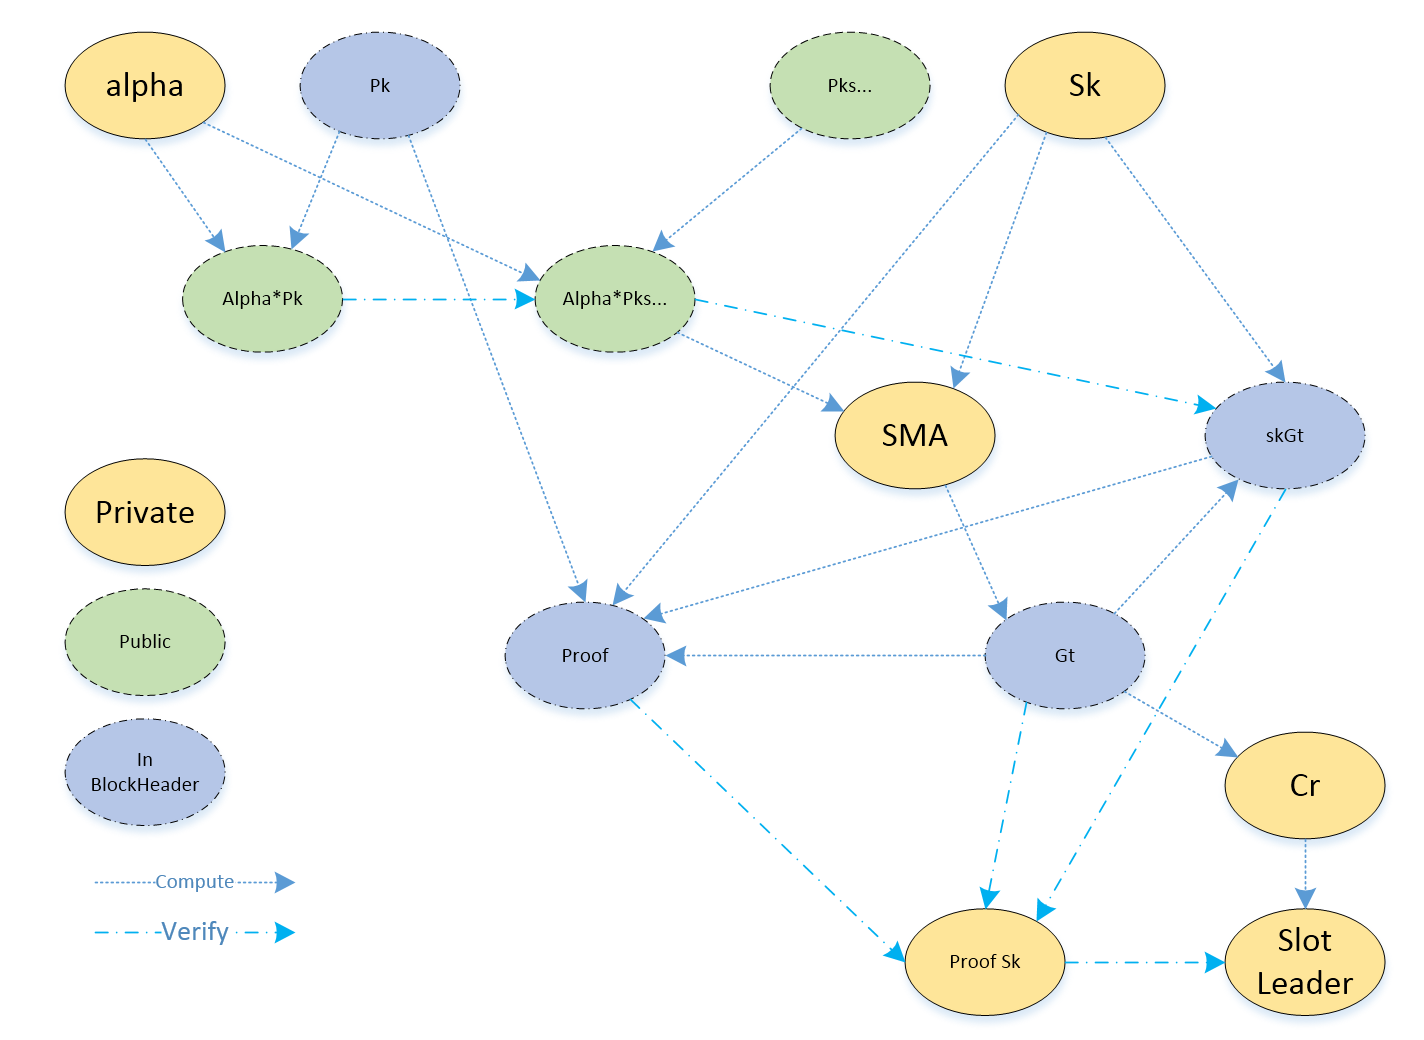 alpha
Pk
Pks...
Sk
Alpha*Pk
Alpha*Pks...
SMA
skGt
Private
Public
In
BlockHeader
Proof
Gt
Cr
Compute
Verify
Proof Sk
Slot
Leader